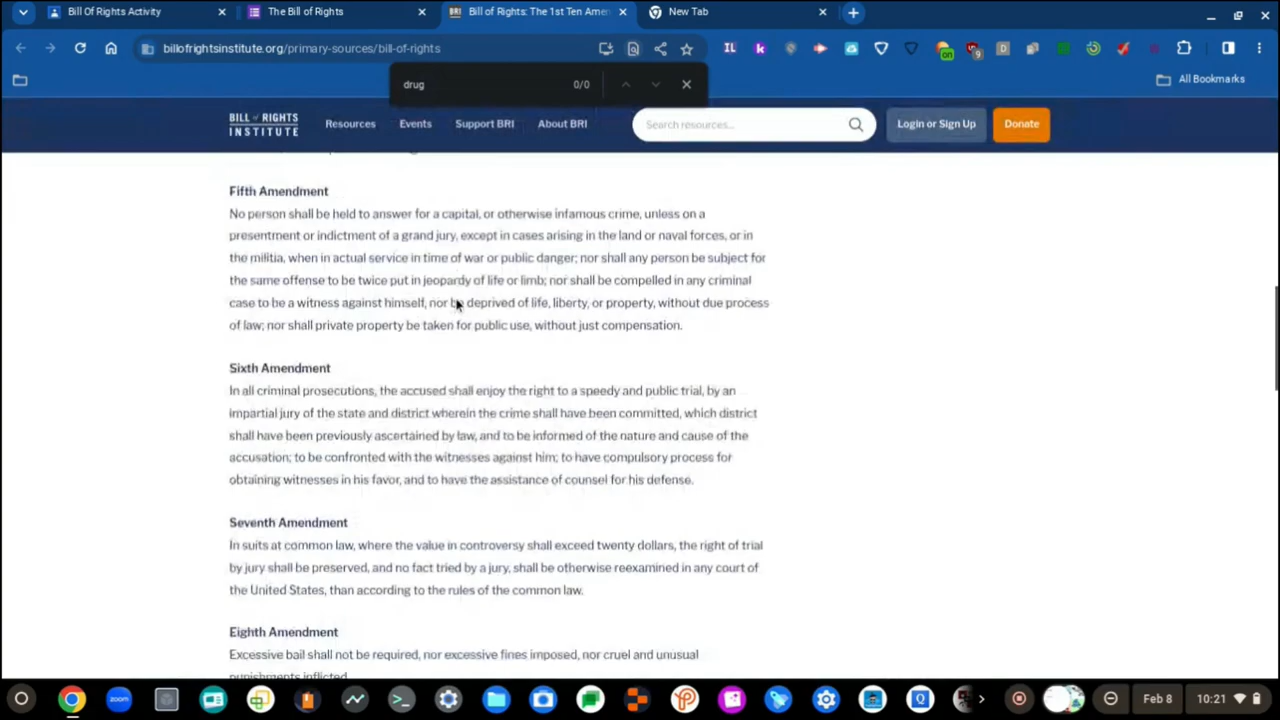 Bill Of Rights Activity
The Bill of Rights
Bill of Rights: The 1st Ten Amen
New Tab
billofrightsinstitute.org/primary-sources/bill-of-rights
All Bookmarks
drug 0/0
BILL of RIGHTS
INSTITUTE
Resources Events Support BRI About BRI
Search resources...
Login or Sign Up
Donate
Fifth Amendment
No person shall be held to answer for a capital, or otherwise infamous crime, unless on a
presentment or indictment of a grand jury, except in cases arising in the land or naval forces, or in
the militia, when in actual service in time of war or public danger; nor shall any person be subject for
the same offense to be twice put in jeopardy of life or limb; nor shall be compelled in any criminal
case to be a witness against himself, nor be deprived of life, liberty, or property, without due process
of law; nor shall private property be taken for public use, without just compensation.
Sixth Amendment
In all criminal prosecutions, the accused shall enjoy the right to a speedy and public trial, by an
impartial jury of the state and district wherein the crime shall have been committed, which district
shall have been previously ascertained by law, and to be informed of the nature and cause of the
accusation; to be confronted with the witnesses against him; to have compulsory process for
obtaining witnesses in his favor, and to have the assistance of counsel for his defense.
Seventh Amendment
In suits at common law, where the value in controversy shall exceed twenty dollars, the right of trial
by jury shall be preserved, and no fact tried by a jury, shall be otherwise reexamined in any court of
the United States, than according to the rules of the common law.
Eighth Amendment
Excessive bail shall not be required, nor excessive fines imposed, nor cruel and unusual
punishments inflicted.
zoom
Feb 8 10:21